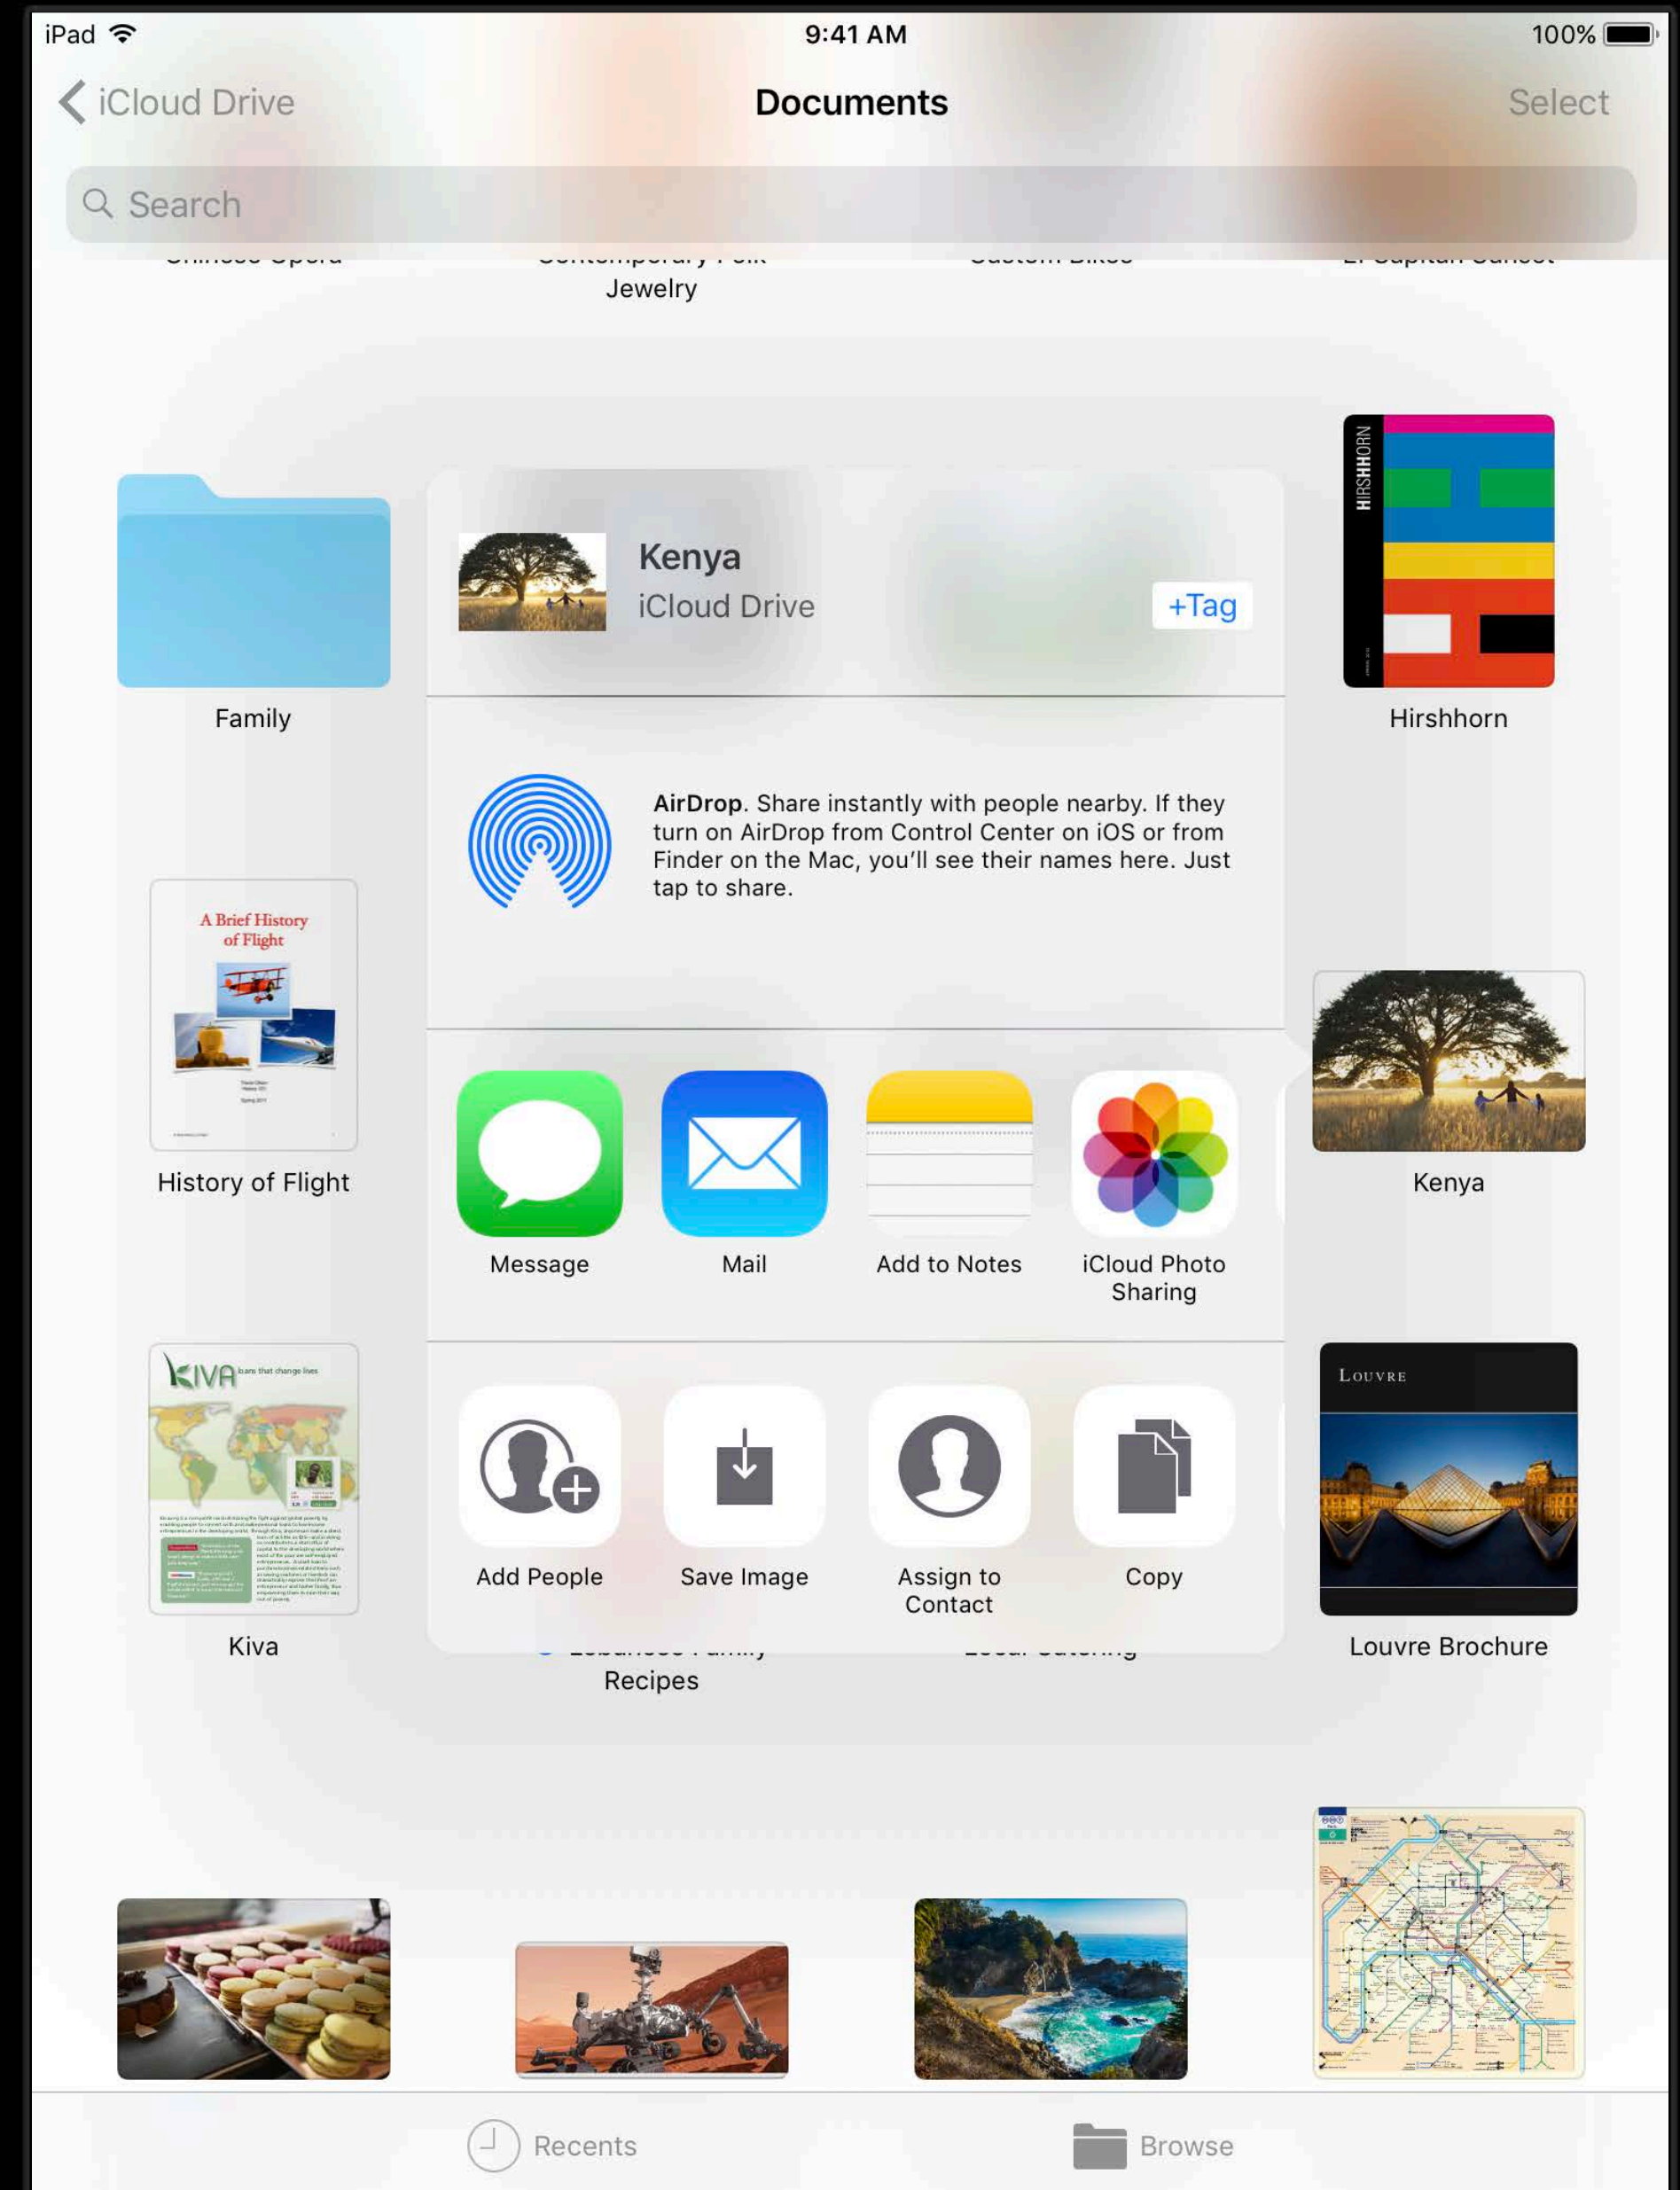 iPad
9:41 AM
100%
iCloud Drive
Documents
Select
Search
Jewelry
Family
HIRSHHORN
Hirshhorn
Kenya
iCloud Drive
+Tag
AirDrop. Share instantly with people nearby. If they
turn on AirDrop from Control Center on iOS or from
Finder on the Mac, you’ll see their names here. Just
tap to share.
A Brief History
of Flight
History of Flight
Kenya
Message
Mail
Add to Notes
iCloud Photo
Sharing
KIVA loans that change lives
Kiva
Add People
Save Image
Assign to
Contact
Copy
LOUVRE
Louvre Brochure
Recipes
Recents
Browse